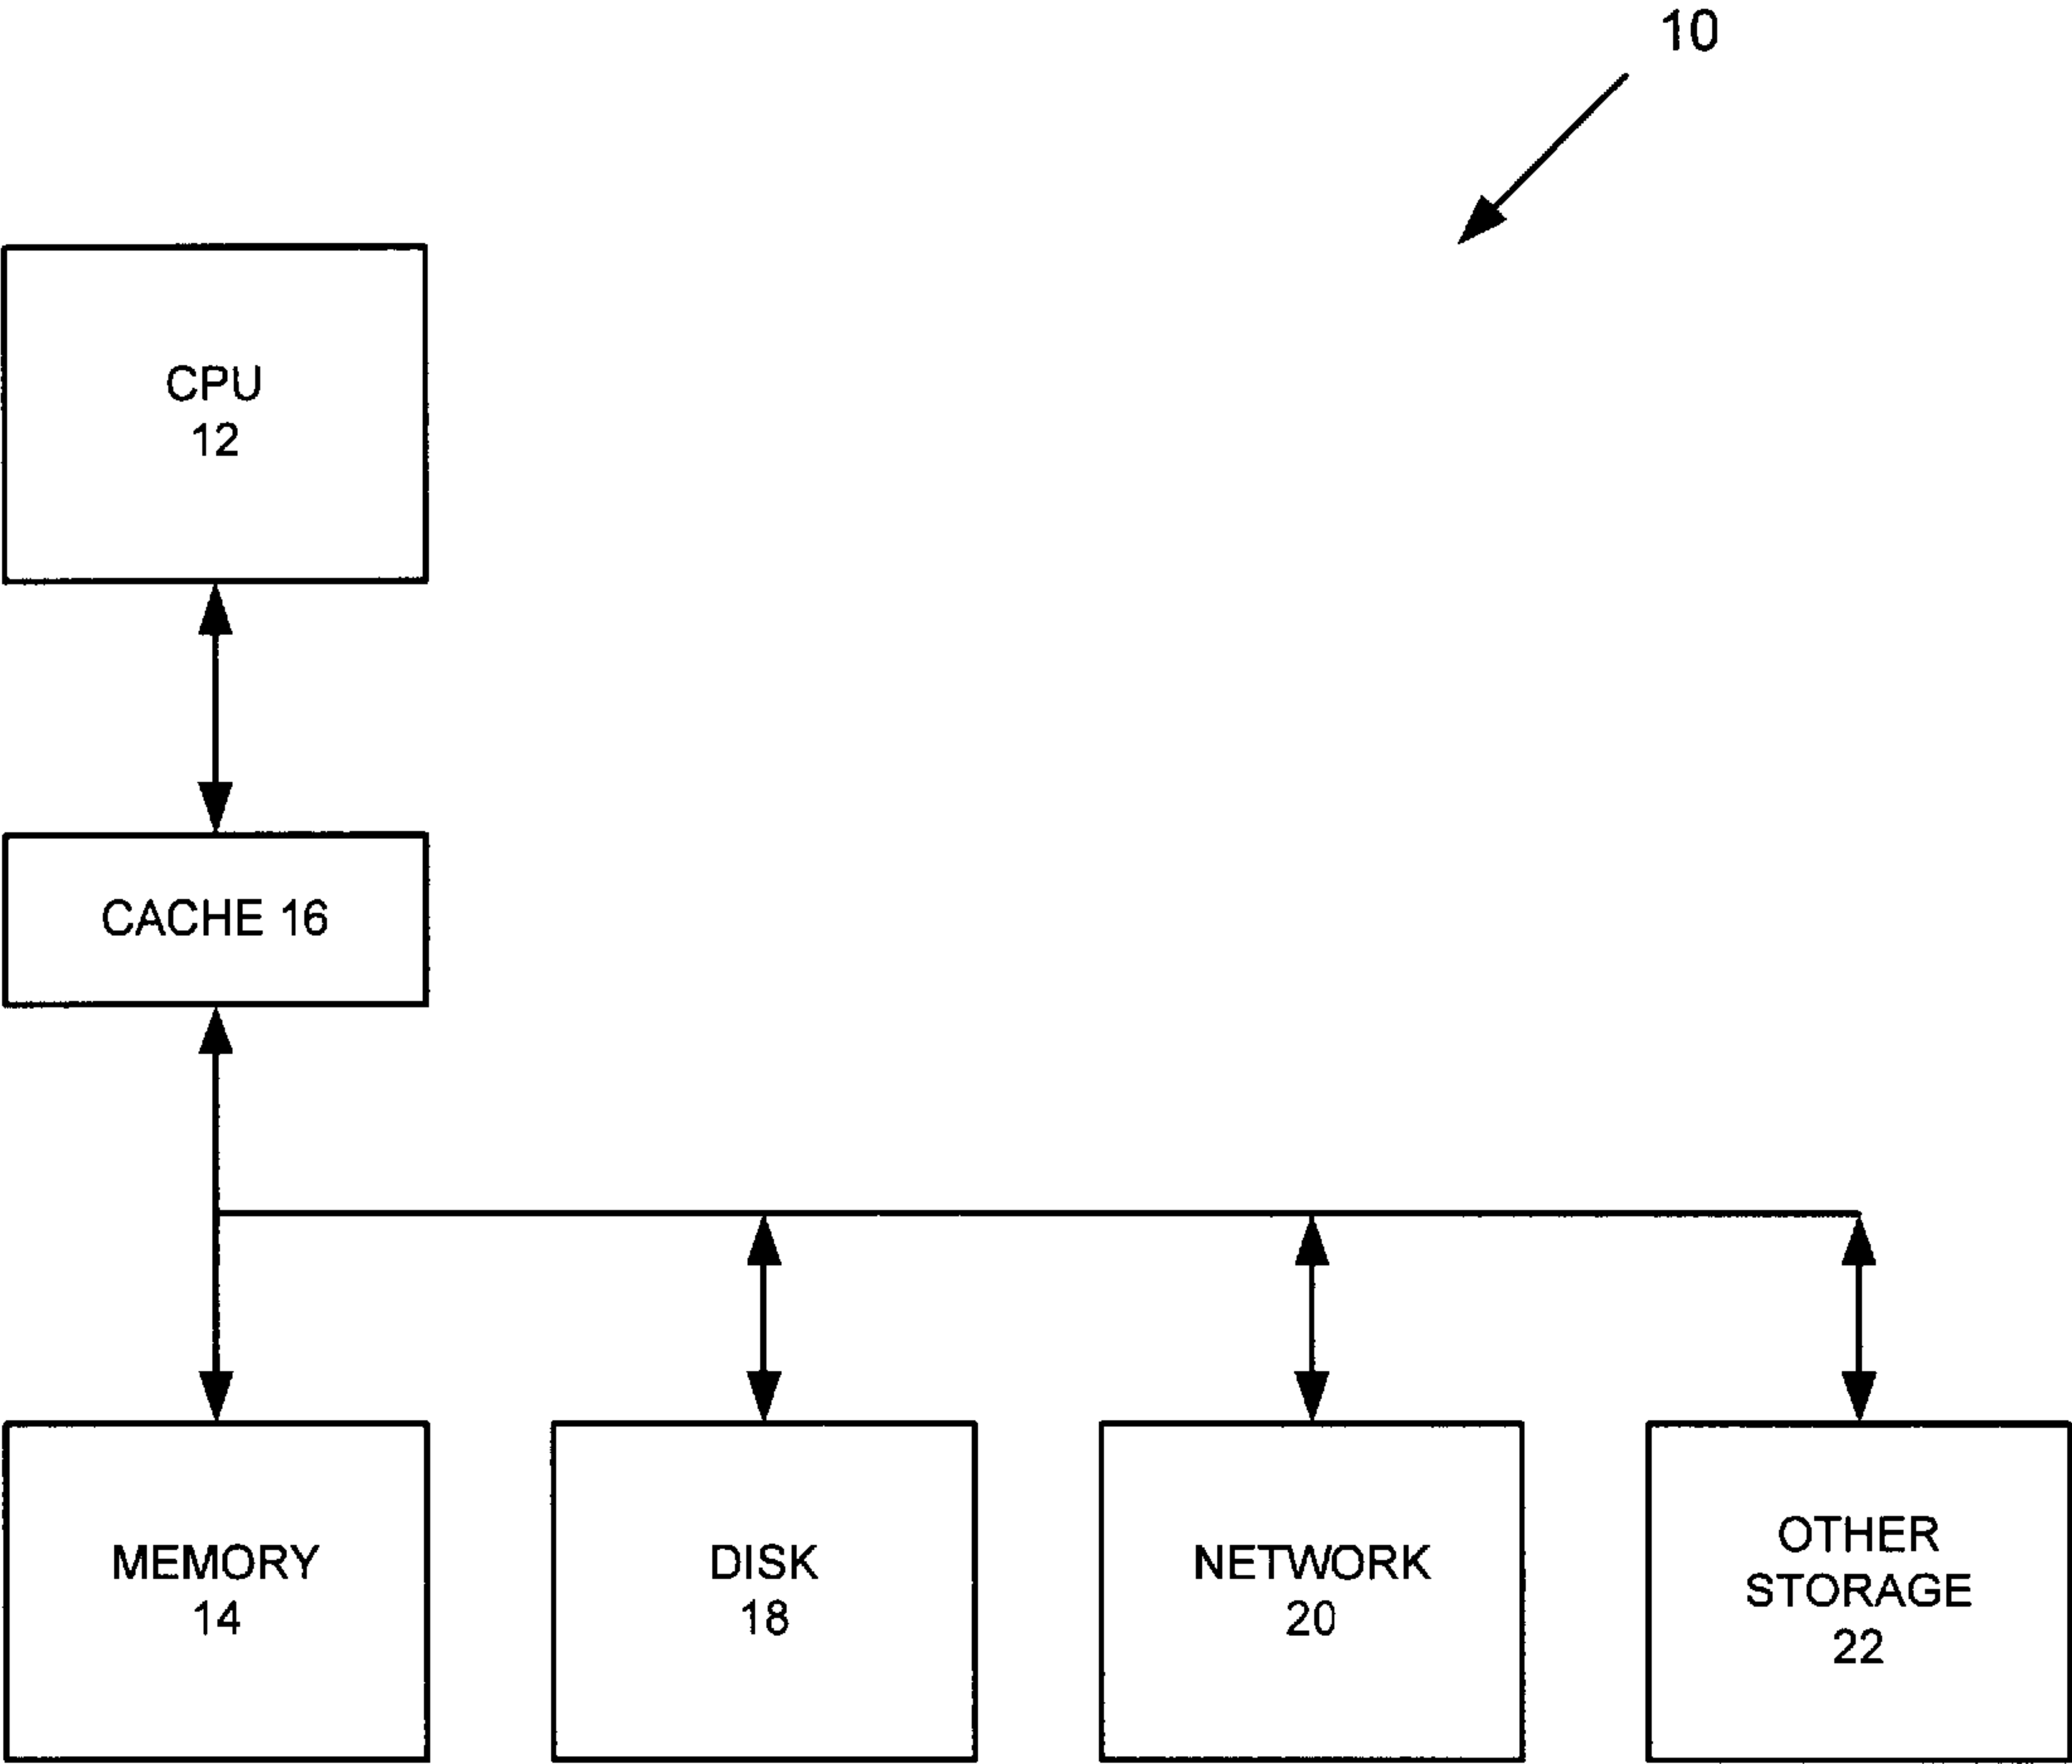 10
CPU
12
CACHE 16
MEMORY
14
DISK
18
NETWORK
20
OTHER
STORAGE
22